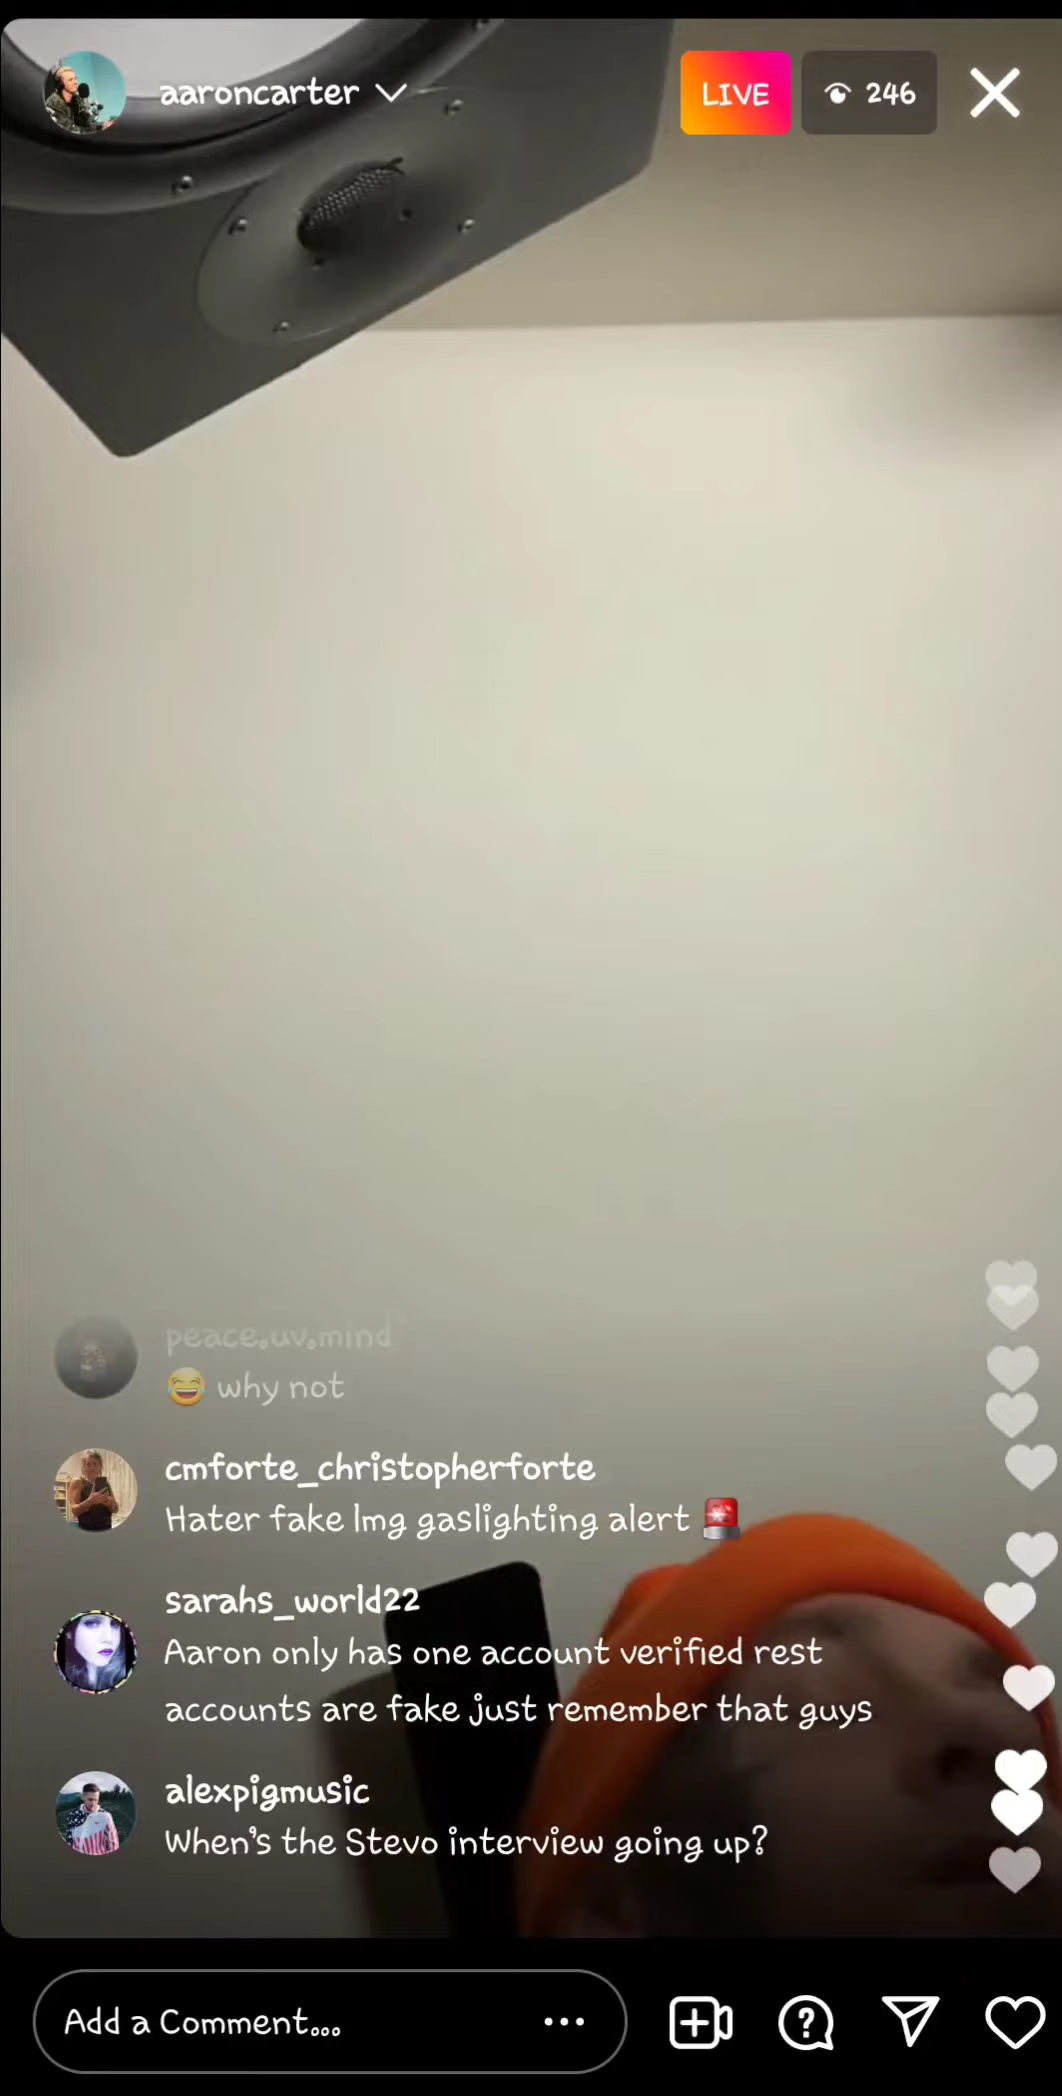 aaroncarter
LIVE
246
peace.uv.mind
😂 why not
cmforte_christopherforte
Hater fake lmg gaslighting alert 🚨
sarahs_world22
Aaron only has one account verified rest
accounts are fake just remember that guys
alexpigmusic
When's the Stevo interview going up?
Add a Comment...